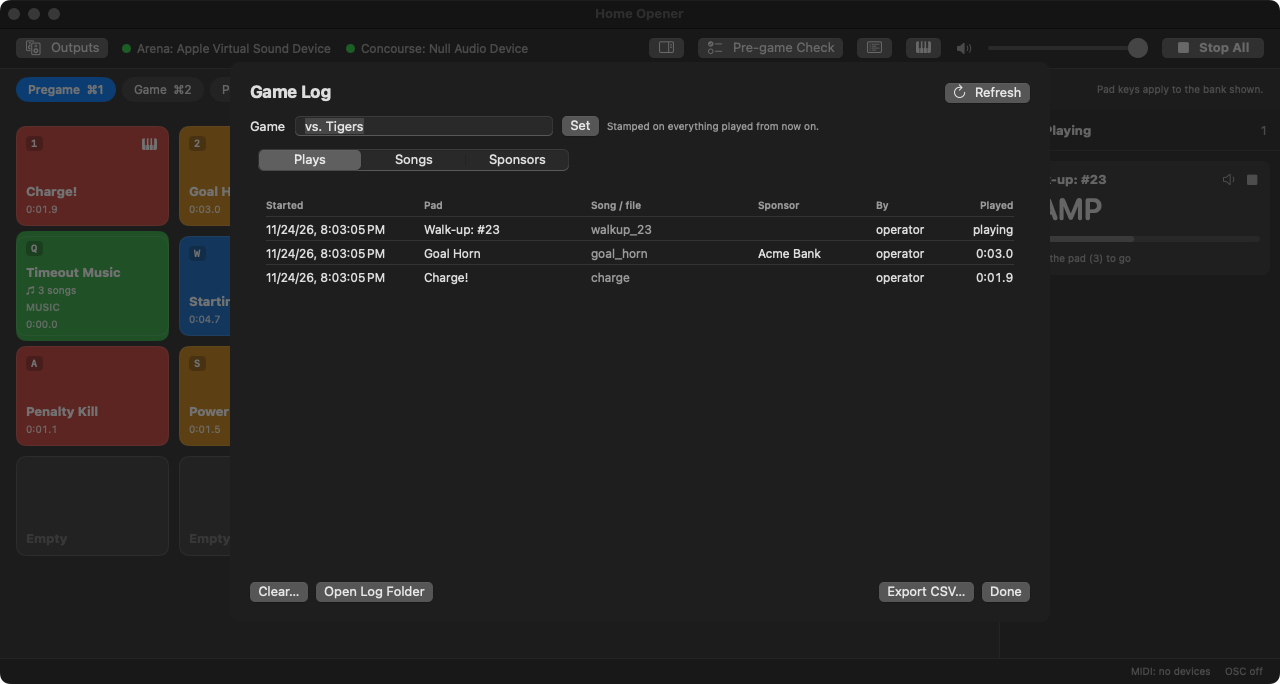 Home Opener
Outputs
Arena: Apple Virtual Sound Device
Concourse: Null Audio Device
Pre-game Check
Stop All
Pregame ⌘1
Game ⌘2
P
Pad keys apply to the bank shown.
Game Log
Refresh
Game
vs. Tigers
Set
Stamped on everything played from now on.
Plays
Songs
Sponsors
Started Pad Song / file Sponsor By Played
11/24/26, 8:03:05 PM Walk-up: #23 walkup_23 operator playing
11/24/26, 8:03:05 PM Goal Horn goal_horn Acme Bank operator 0:03.0
11/24/26, 8:03:05 PM Charge! charge operator 0:01.9
Clear...
Open Log Folder
Export CSV...
Done
1
Charge!
0:01.9
2
Goal H
0:03.0
Q
Timeout Music
3 songs
MUSIC
0:00.0
W
Startin
0:04.7
A
Penalty Kill
0:01.1
S
Power
0:01.5
Empty
Empty
Playing
1
-up: #23
AMP
the pad (3) to go
MIDI: no devices
OSC off